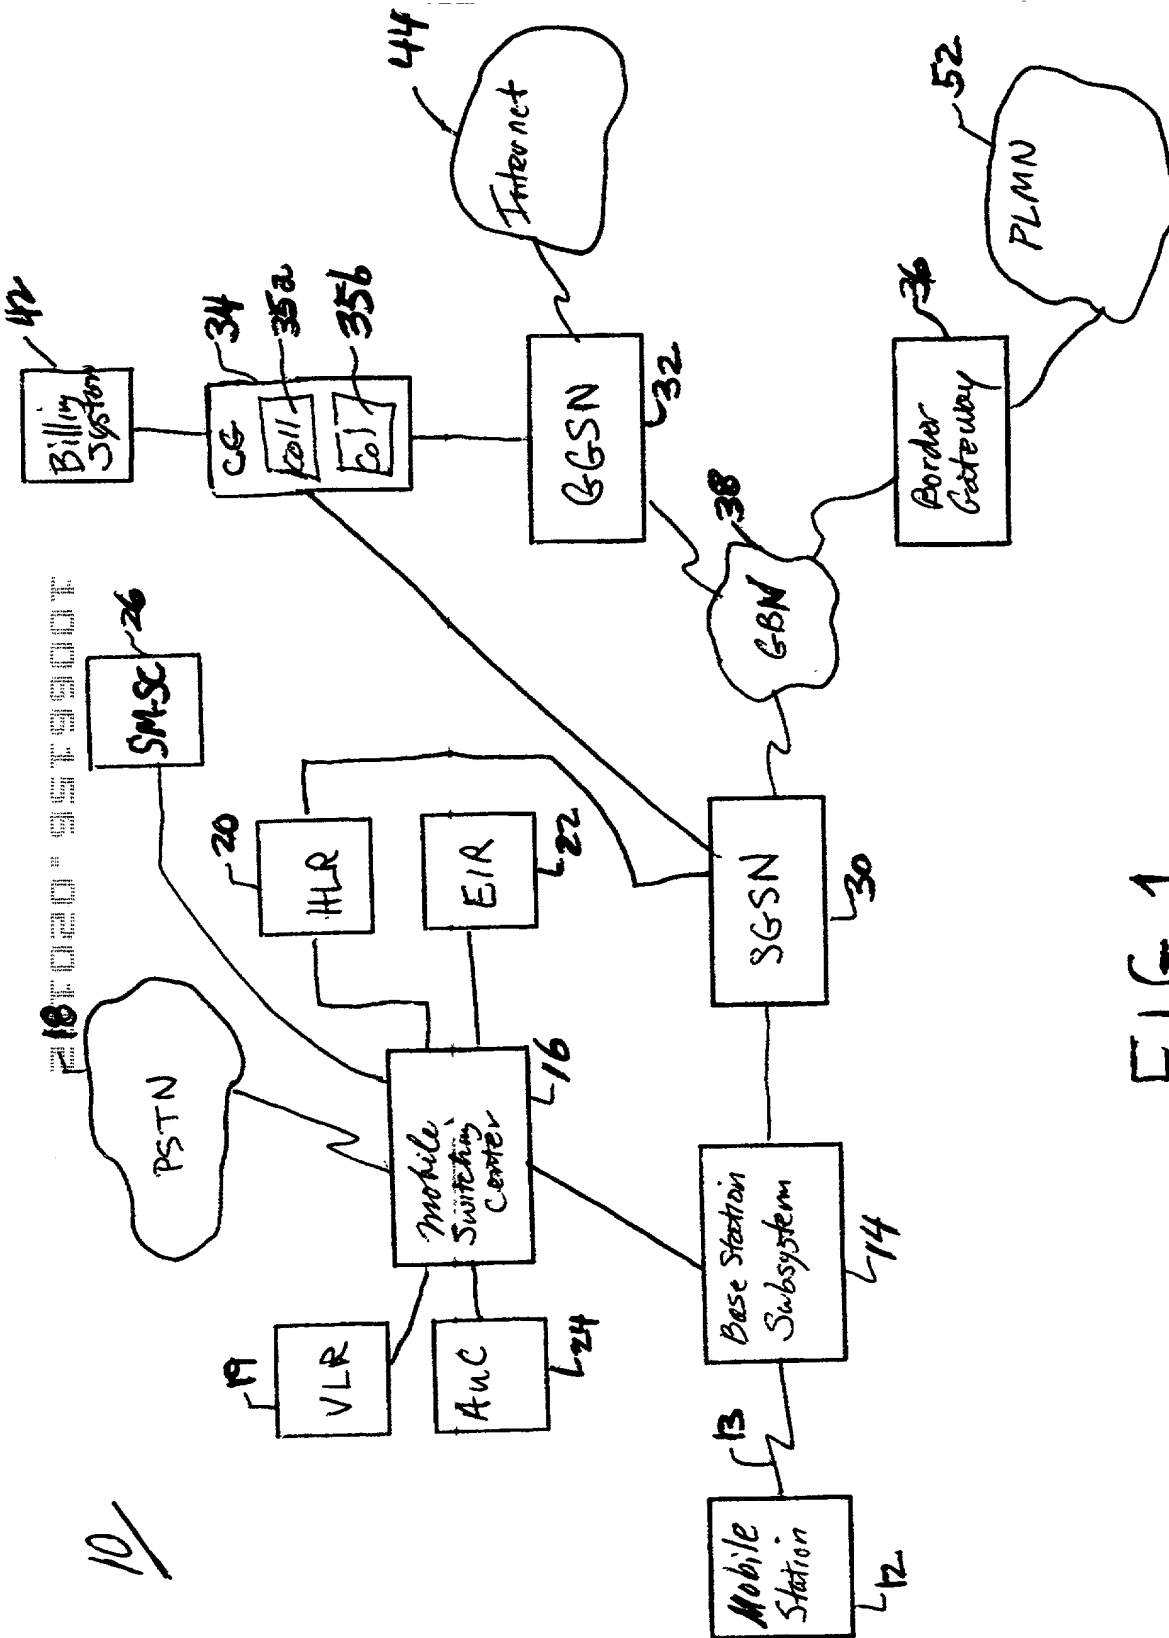 10
18
PSTN
26
SM-SC
42
Billing
System
34
CG
35a
Coll
35b
Col
44
Internet
19
VLR
24
AuC
Mobile
Switching
Center
16
20
HLR
22
EIR
GGSN
32
12
Mobile
Station
13
14
Base Station
Subsystem
30
SGSN
38
GBN
36
Border
Gateway
52
PLMN
FIG 1